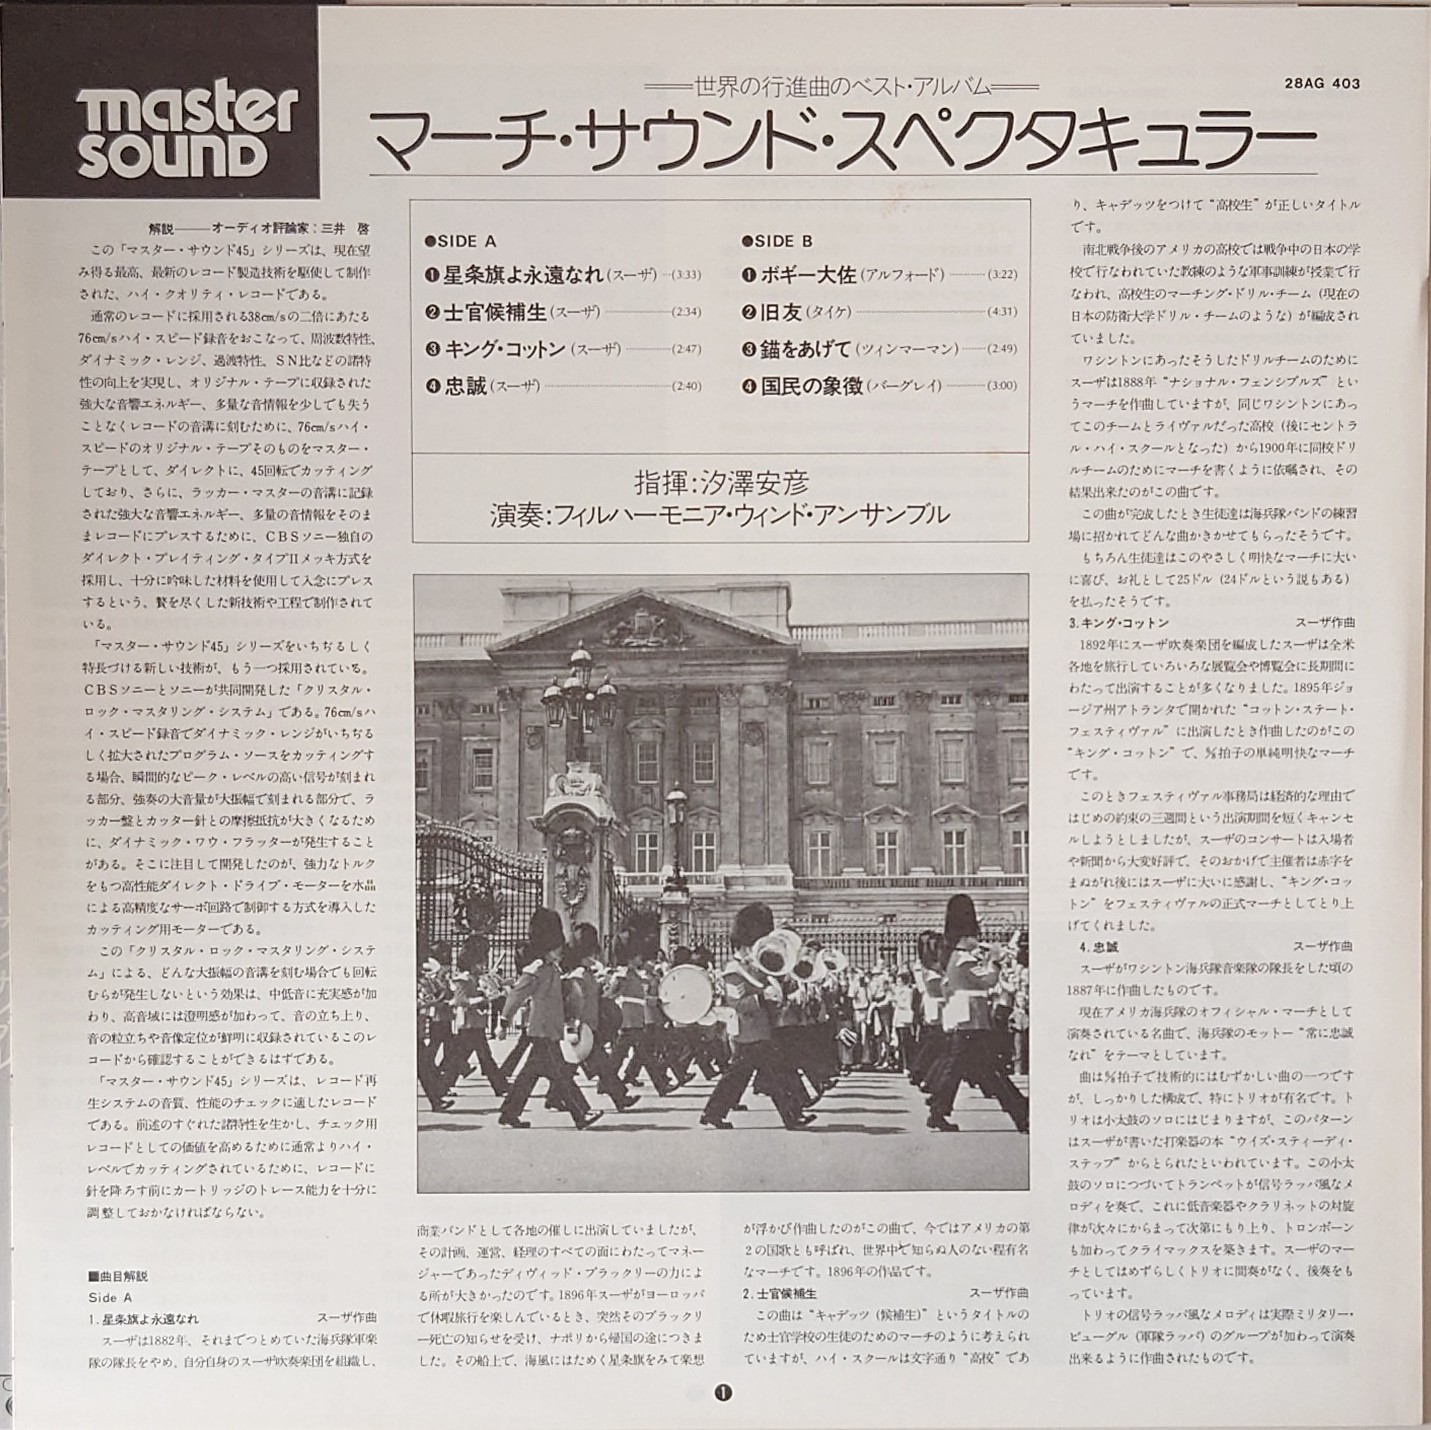 master
sound
世界の行進曲のベスト・アルバム
28AG 403
マーチ・サウンド・スペクタキュラー
解説――オーディオ評論家：三井 啓
この「マスター・サウンド45」シリーズは、現在望
み得る最高、最新のレコード製造技術を駆使して制作
された、ハイ・クオリティ・レコードである。
通常のレコードに採用される38cm/sの二倍にあたる
76cm/sハイ・スピード録音をおこなって、周波数特性、
ダイナミック・レンジ、過渡特性、SN比などの諸特
性の向上を実現し、オリジナル・テープに収録された
強大な音響エネルギー、多量な音情報を少しでも失う
ことなくレコードの音溝に刻むために、76cm/sハイ・
スピードのオリジナル・テープそのものをマスター・
テープとして、ダイレクトに、45回転でカッティング
しており、さらに、ラッカー・マスターの音溝に記録
された強大な音響エネルギー、多量の音情報をそのま
まレコードにプレスするために、CBSソニー独自の
ダイレクト・プレイティング・タイプIIメッキ方式を
採用し、十分に吟味した材料を使用して入念にプレス
するという、贅を尽くした新技術や工程で制作されて
いる。
「マスター・サウンド45」シリーズをいちぢるしく
特長づける新しい技術が、もう一つ採用されている。
CBSソニーとソニーが共同開発した「クリスタル・
ロック・マスタリング・システム」である。76cm/sハ
イ・スピード録音でダイナミック・レンジがいちぢる
しく拡大されたプログラム・ソースをカッティングす
る場合、瞬間的なピーク・レベルの高い信号が刻まれ
る部分、強奏の大音量が大振幅で刻まれる部分で、ラ
ッカー盤とカッター針との摩擦抵抗が大きくなるため
に、ダイナミック・ワウ・フラッターが発生すること
がある。そこに注目して開発したのが、強力なトルク
をもつ高性能ダイレクト・ドライブ・モーターを水晶
による高精度なサーボ回路で制御する方式を導入した
カッティング用モーターである。
この「クリスタル・ロック・マスタリング・システ
ム」による、どんな大振幅の音溝を刻む場合でも回転
むらが発生しないという効果は、中低音に充実感が加
わり、高音域には澄明感が加わって、音の立ち上り、
音の粒立ちや音像定位が鮮明に収録されているこのレ
コードから確認することができるはずである。
「マスター・サウンド45」シリーズは、レコード再
生システムの音質、性能のチェックに適したレコード
である。前述のすぐれた諸特性を生かし、チェック用
レコードとしての価値を高めるために通常よりハイ・
レベルでカッティングされているために、レコードに
針を降ろす前にカートリッジのトレース能力を十分に
調整しておかなければならない。
■曲目解説
Side A
1.星条旗よ永遠なれ スーザ作曲
スーザは1882年、それまでつとめていた海兵隊軍楽
隊の隊長をやめ、自分自身のスーザ吹奏楽団を組織し、
●SIDE A
❶星条旗よ永遠なれ(スーザ)…(3:33)
❷士官候補生(スーザ)…(2:34)
❸キング・コットン(スーザ)…(2:47)
❹忠誠(スーザ)…(2:40)
●SIDE B
❶ボギー大佐(アルフォード)…(3:22)
❷旧友(タイケ)…(4:31)
❸錨をあげて(ツィンマーマン)…(2:49)
❹国民の象徴(バーグレイ)…(3:00)
指揮：汐澤安彦
演奏：フィルハーモニア・ウィンド・アンサンブル
商業バンドとして各地の催しに出演していましたが、
その計画、運営、経理のすべての面にわたってマネー
ジャーであったディヴィッド・ブラックリーの力によ
る所が大きかったのです。1896年スーザがヨーロッパ
で休暇旅行を楽しんでいるとき、突然そのブラックリ
ー死亡の知らせを受け、ナポリから帰国の途につきま
した。その船上で、海風にはためく星条旗をみて楽想
が浮かび作曲したのがこの曲で、今ではアメリカの第
2の国歌とも呼ばれ、世界中で知らぬ人のない程有名
なマーチです。1896年の作品です。
2.士官候補生 スーザ作曲
この曲は“キャデッツ（候補生）”というタイトルの
ため士官学校の生徒のためのマーチのように考えられ
ていますが、ハイ・スクールは文字通り“高校”であ
り、キャデッツをつけて“高校生”が正しいタイトル
です。
南北戦争後のアメリカの高校では戦争中の日本の学
校で行なわれていた教練のような軍事訓練が授業で行
なわれ、高校生のマーチング・ドリル・チーム（現在の
日本の防衛大学ドリル・チームのような）が編成され
ていました。
ワシントンにあったそうしたドリルチームのために
スーザは1888年“ナショナル・フェンシブルズ”とい
うマーチを作曲していますが、同じワシントンにあっ
てこのチームとライヴァルだった高校（後にセントラ
ル・ハイ・スクールとなった）から1900年に同校ドリ
ルチームのためにマーチを書くように依嘱され、その
結果出来たのがこの曲です。
この曲が完成したとき生徒達は海兵隊バンドの練習
場に招かれてどんな曲かきかせてもらったそうです。
もちろん生徒達はこのやさしく明快なマーチに大い
に喜び、お礼として25ドル（24ドルという説もある）
を払ったそうです。
3.キング・コットン スーザ作曲
1892年にスーザ吹奏楽団を編成したスーザは全米
各地を旅行していろいろな展覧会や博覧会に長期間に
わたって出演することが多くなりました。1895年ジョ
ージア州アトランタで開かれた“コットン・ステート・
フェスティヴァル”に出演したとき作曲したのがこの
“キング・コットン”で、⁶⁄₈拍子の単純明快なマーチ
です。
このときフェスティヴァル事務局は経済的な理由で
はじめの約束の三週間という出演期間を短くキャンセ
ルしようとしましたが、スーザのコンサートは入場者
や新聞から大変好評で、そのおかげで主催者は赤字を
まぬがれ後にはスーザに大いに感謝し、“キング・コッ
トン”をフェスティヴァルの正式マーチとしてとり上
げてくれました。
4.忠誠 スーザ作曲
スーザがワシントン海兵隊音楽隊の隊長をした頃の
1887年に作曲したものです。
現在アメリカ海兵隊のオフィシャル・マーチとして
演奏されている名曲で、海兵隊のモットー“常に忠誠
なれ”をテーマとしています。
曲は⁶⁄₈拍子で技術的にはむずかしい曲の一つです
が、しっかりした構成で、特にトリオが有名です。ト
リオは小太鼓のソロにはじまりますが、このパターン
はスーザが書いた打楽器の本“ウイズ・スティーディ・
ステップ”からとられたといわれています。この小太
鼓のソロにつづいてトランペットが信号ラッパ風なメ
ロディを奏で、これに低音楽器やクラリネットの対旋
律が次々にからまって次第にもり上り、トロンボーン
も加わってクライマックスを築きます。スーザのマー
チとしてはめずらしくトリオに間奏がなく、後奏をも
っています。
トリオの信号ラッパ風なメロディは実際ミリタリー・
ビューグル（軍隊ラッパ）のグループが加わって演奏
出来るように作曲されたものです。
❶